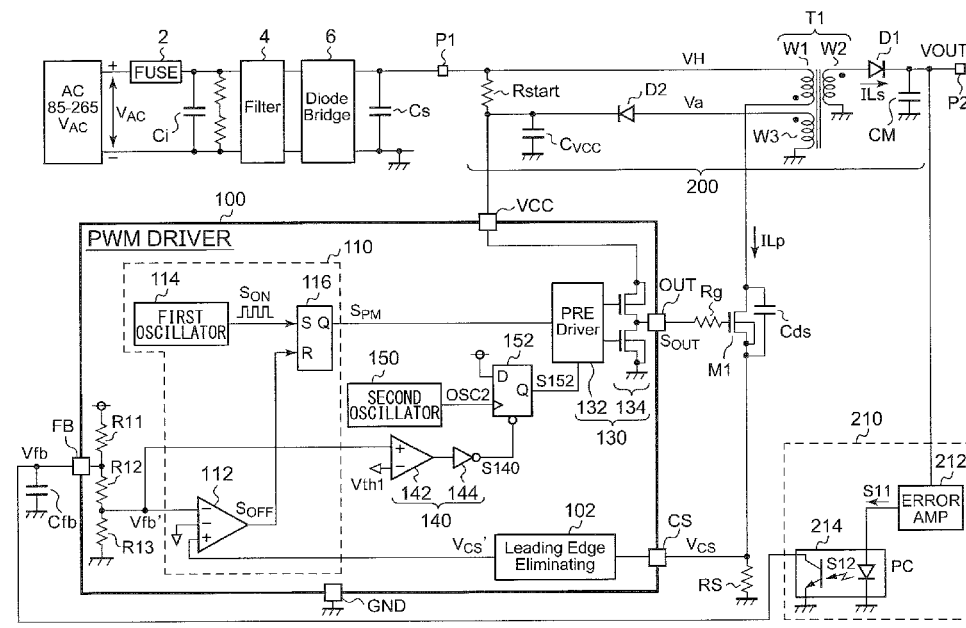 2
4
6
P1
T1
W1
W2
D1
VOUT
AC
85-265
VAC
+
FUSE
VAC
−
Ci
Filter
Diode
Bridge
Cs
Rstart
VH
D2
Va
CVCC
W3
ILs
CM
P2
200
VCC
100
PWM DRIVER
110
114
FIRST
OSCILLATOR
SON
116
S Q
R
SPM
PRE
Driver
OUT
SOUT
Rg
ILp
Cds
M1
150
SECOND
OSCILLATOR
OSC2
152
D
Q
S152
132
134
130
FB
Vfb
R11
R12
R13
Cfb
Vfb'
112
−
−
+
SOFF
+
−
Vth1
142
144
S140
140
102
Leading Edge
Eliminating
VCS'
CS
VCS
RS
GND
210
212
S11
ERROR
AMP
214
S12
PC